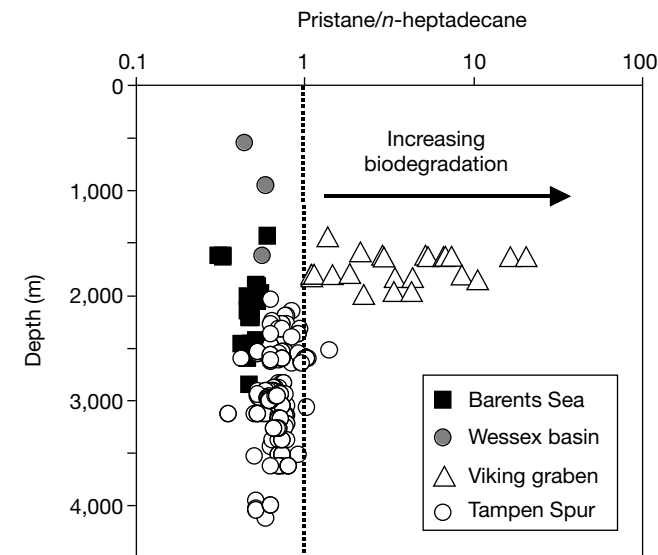 Pristane/n-heptadecane
0.1 1 10 100
0
Increasing
biodegradation
1,000
2,000
Depth (m)
3,000
4,000
Barents Sea
Wessex basin
Viking graben
Tampen Spur